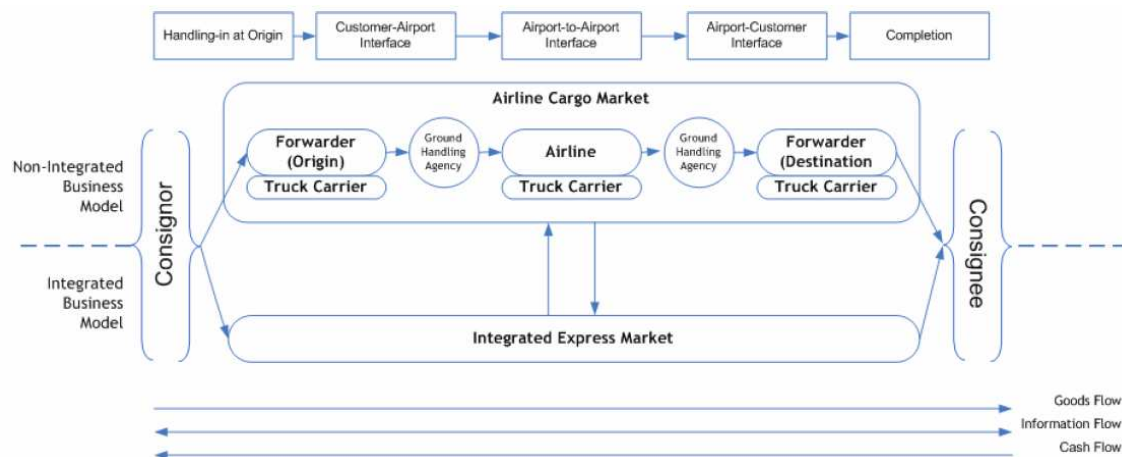 Handling-in at Origin
Customer-Airport
Interface
Airport-to-Airport
Interface
Airport-Customer
Interface
Completion
Airline Cargo Market
Non-Integrated
Business
Model
Consignor
Forwarder
(Origin)
Truck Carrier
Ground
Handling
Agency
Airline
Truck Carrier
Ground
Handling
Agency
Forwarder
(Destination
Truck Carrier
Consignee
Integrated
Business
Model
Integrated Express Market
Goods Flow
Information Flow
Cash Flow